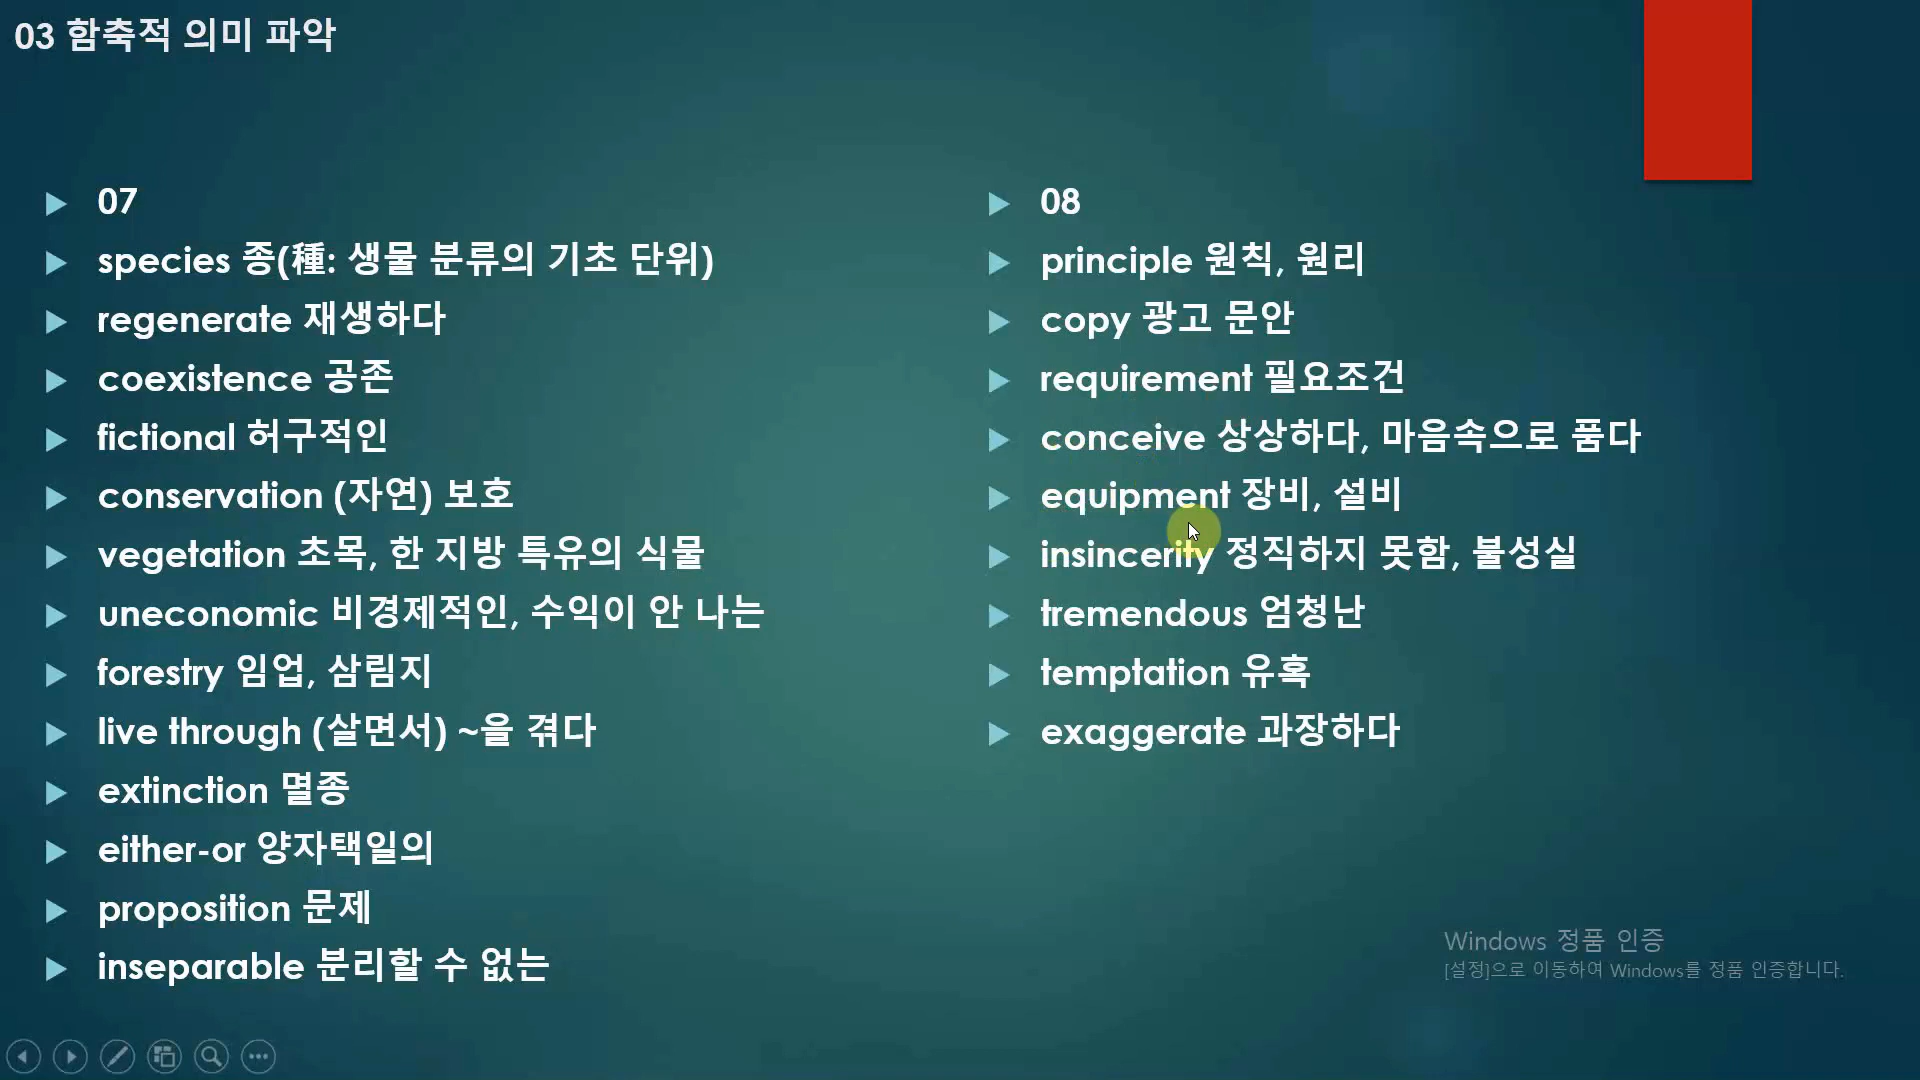 03 함축적 의미 파악
07
species 종(種: 생물 분류의 기초 단위)
regenerate 재생하다
coexistence 공존
fictional 허구적인
conservation (자연) 보호
vegetation 초목, 한 지방 특유의 식물
uneconomic 비경제적인, 수익이 안 나는
forestry 임업, 삼림지
live through (살면서) ~을 겪다
extinction 멸종
either-or 양자택일의
proposition 문제
inseparable 분리할 수 없는
08
principle 원칙, 원리
copy 광고 문안
requirement 필요조건
conceive 상상하다, 마음속으로 품다
equipment 장비, 설비
insincerity 정직하지 못함, 불성실
tremendous 엄청난
temptation 유혹
exaggerate 과장하다
Windows 정품 인증
[설정]으로 이동하여 Windows를 정품 인증합니다.